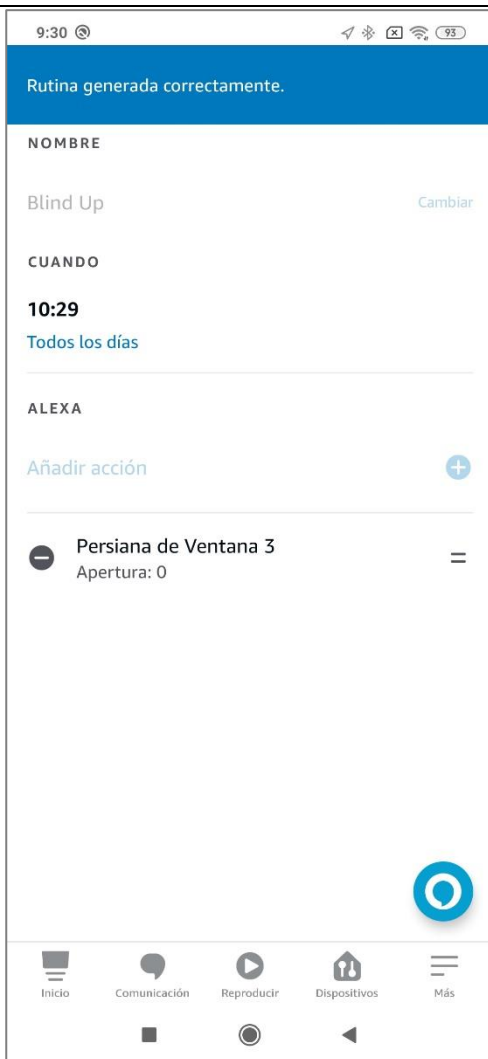 9:30
93
Rutina generada correctamente.
NOMBRE
Blind Up Cambiar
CUANDO
10:29
Todos los días
ALEXA
Añadir acción
Persiana de Ventana 3
Apertura: 0
Inicio Comunicación Reproducir Dispositivos Más